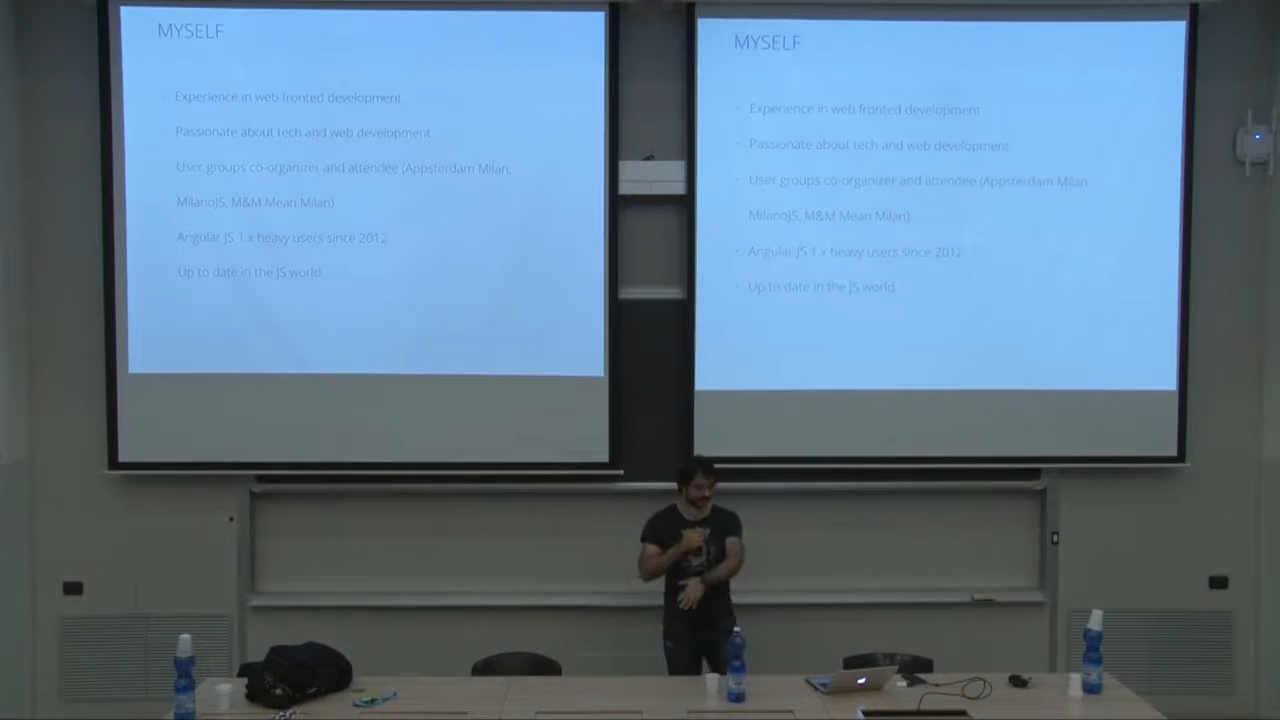 MYSELF
Experience in web fronted development
Passionate about tech and web development
User groups co-organizer and attendee (Appsterdam Milan,
MilanoJS, M&M Mean Milan)
Angular JS 1.x heavy users since 2012
Up to date in the JS world
MYSELF
Experience in web fronted development
Passionate about tech and web development
User groups co-organizer and attendee (Appsterdam Milan
MilanoJS, M&M Mean Milan)
Angular JS 1.x heavy users since 2012
Up to date in the JS world